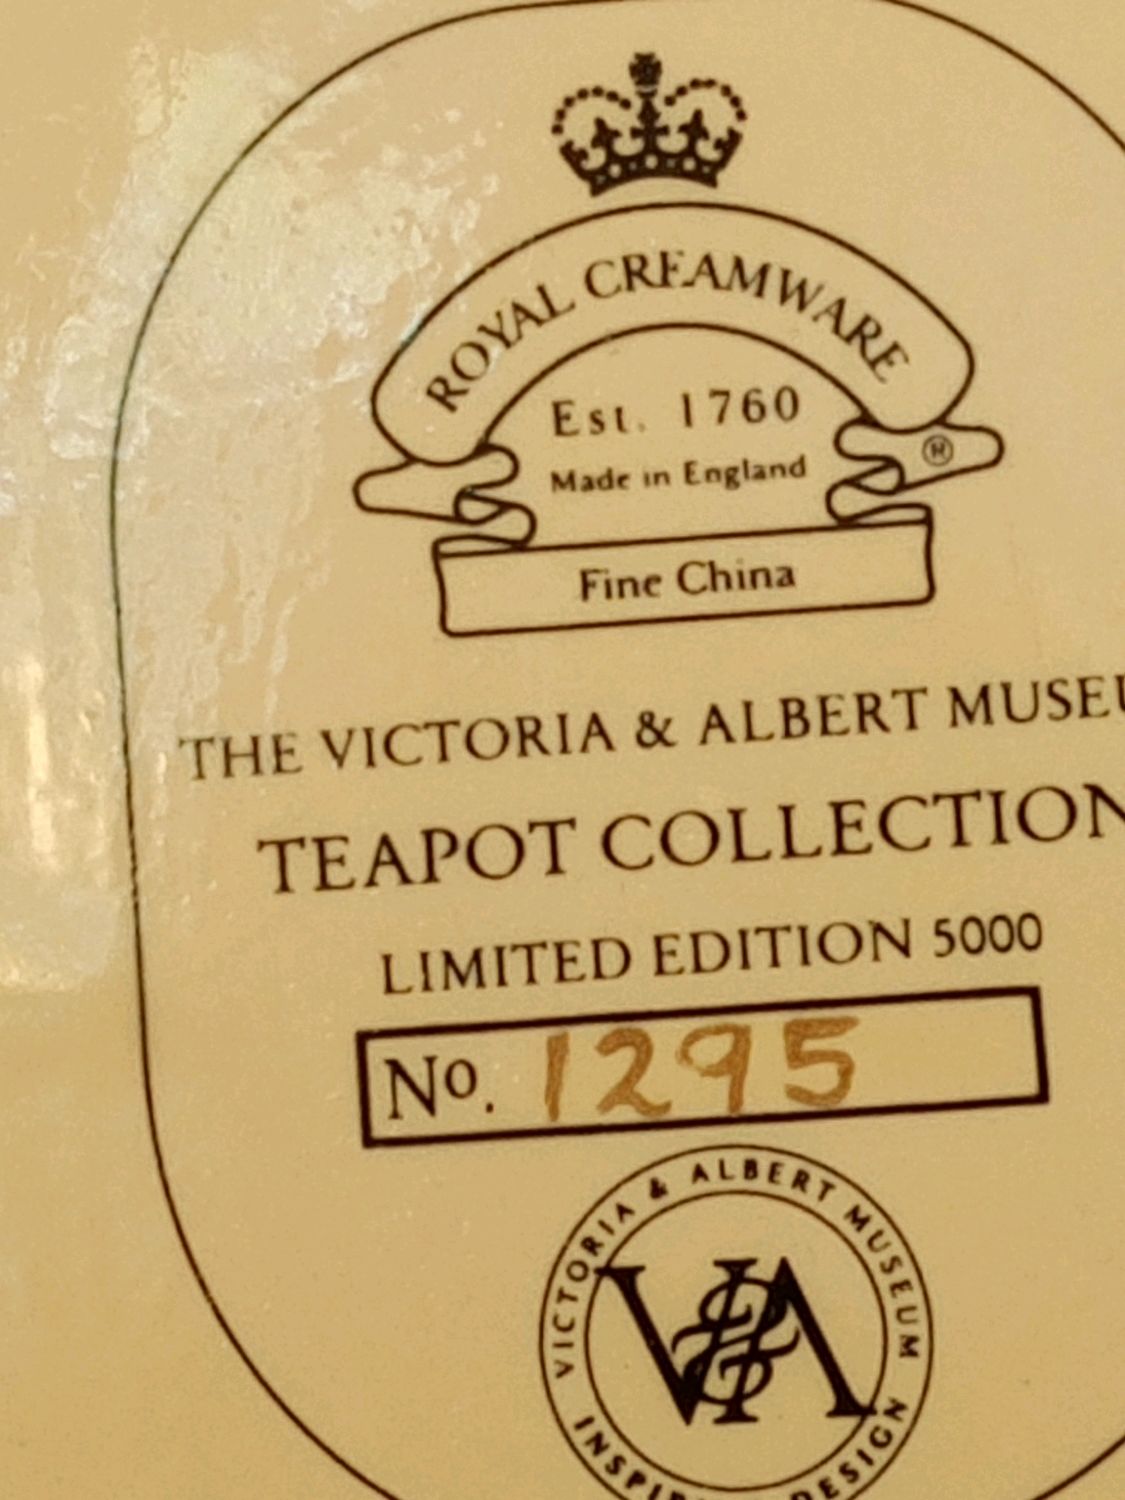 ROYAL CREAMWARE
Est. 1760
Made in England
®
Fine China
THE VICTORIA & ALBERT MUSEU
TEAPOT COLLECTION
LIMITED EDITION 5000
No. 1295
VICTORIA & ALBERT MUSEUM
V&A
DESIGN